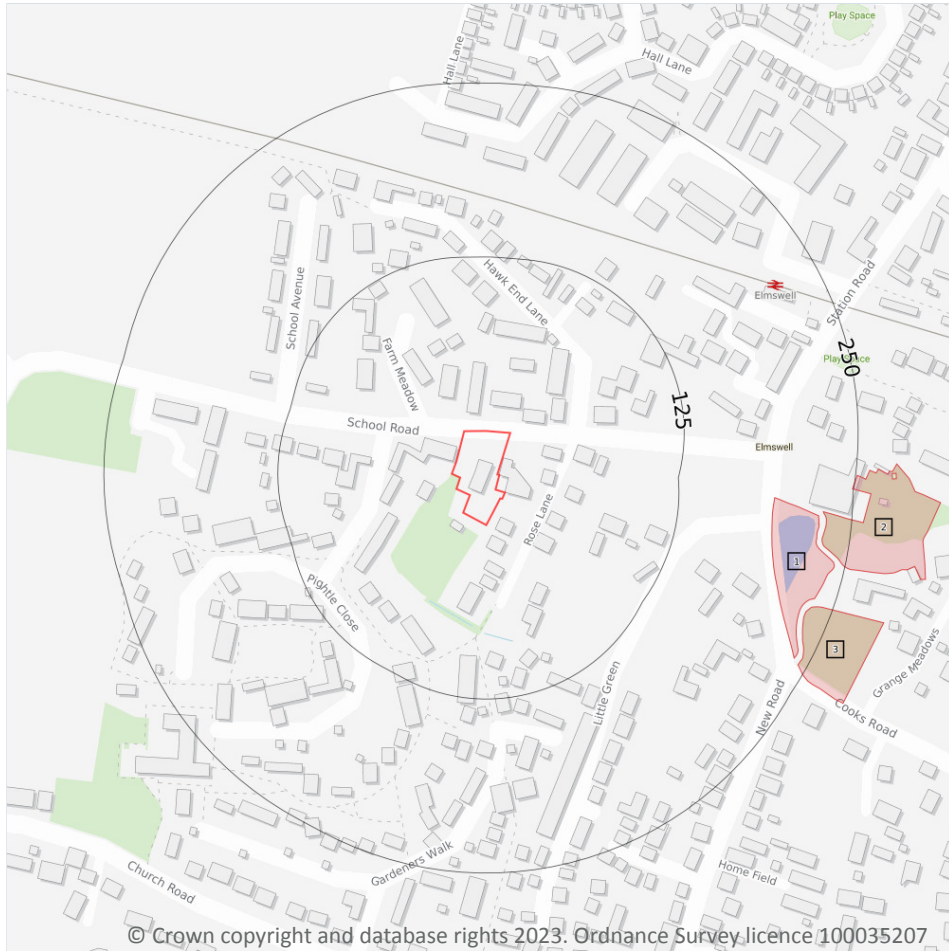 Play Space
Hall Lane
Hall Lane
Elmswell
Station Road
Hawk End Lane
School Avenue
Farm Meadow
250
Play Space
125
School Road
Elmswell
Rose Lane
2
1
Pightle Close
3
Grange Meadows
Little Green
New Road
Cooks Road
Gardeners Walk
Home Field
Church Road
© Crown copyright and database rights 2023. Ordnance Survey licence 100035207